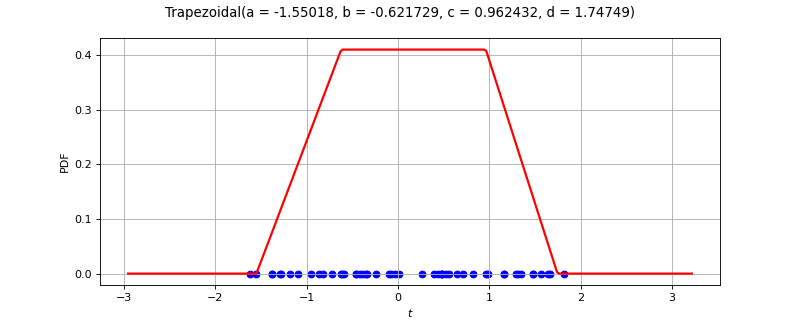 Trapezoidal(a = -1.55018, b = -0.621729, c = 0.962432, d = 1.74749)
0.4
0.3
0.2
0.1
0.0
PDF
−3 −2 −1 0 1 2 3
t